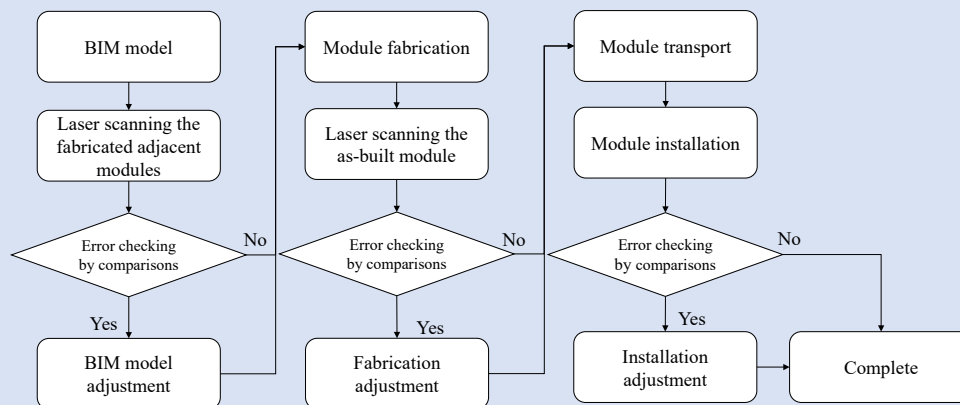 BIM model
Laser scanning the
fabricated adjacent
modules
Error checking
by comparisons
No
Yes
BIM model
adjustment
Module fabrication
Laser scanning the
as-built module
Error checking
by comparisons
No
Yes
Fabrication
adjustment
Module transport
Module installation
Error checking
by comparisons
No
Yes
Installation
adjustment
Complete